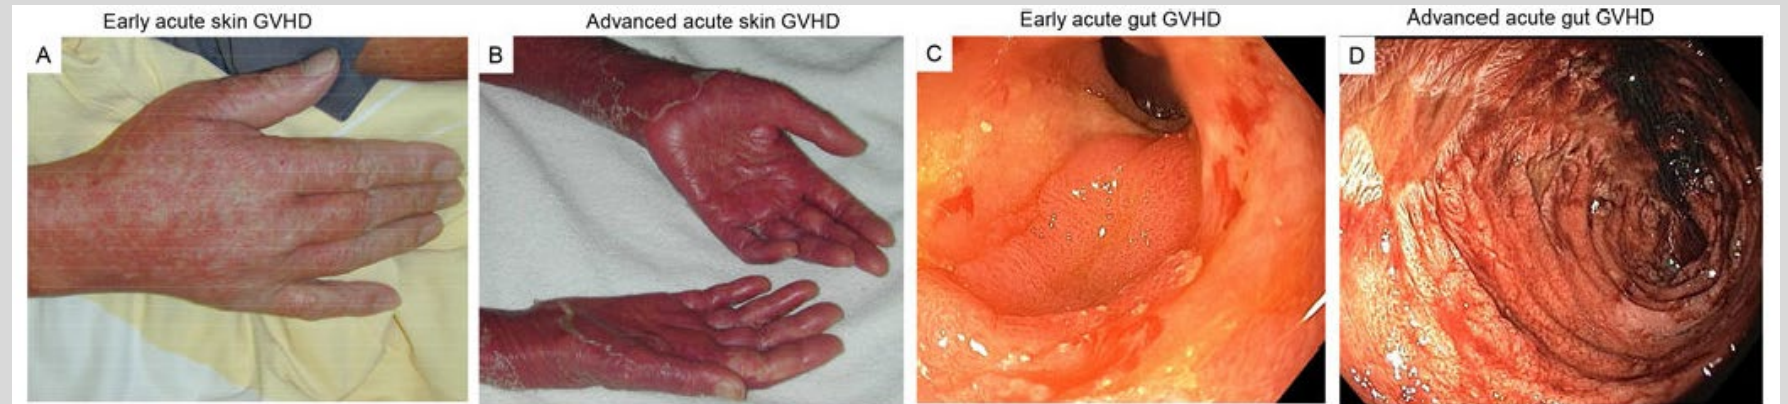 Early acute skin GVHD
Advanced acute skin GVHD
Early acute gut GVHD
Advanced acute gut GVHD
A
B
C
D